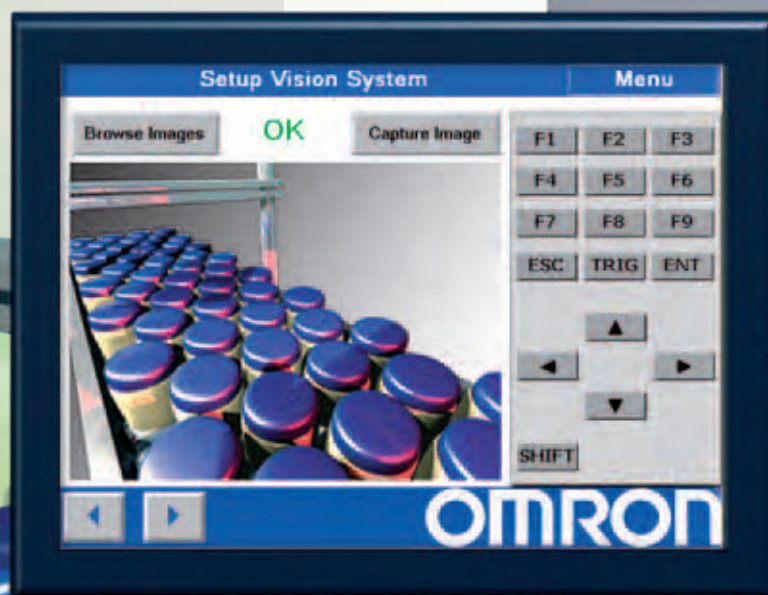 Setup Vision System Menu
Browse Images OK Capture Image
F1 F2 F3
F4 F5 F6
F7 F8 F9
ESC TRIG ENT
SHIFT
OMRON